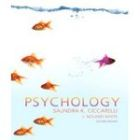 PSYCHOLOGY
SAUNDRA K. CICCARELLI
J. NOLAND WHITE